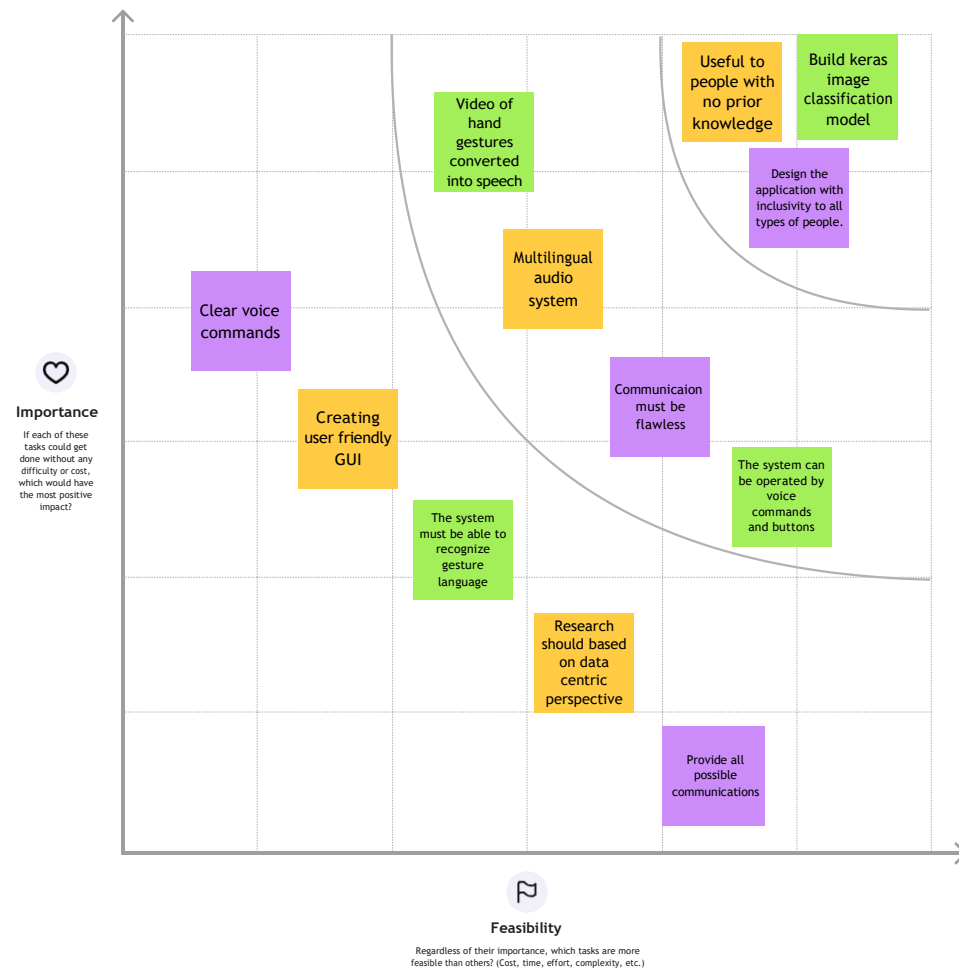 Useful to
people with
no prior
knowledge
Build keras
image
classification
model
Video of
hand
gestures
converted
into speech
Design the
application with
inclusivity to all
types of people.
Multilingual
audio
system
Clear voice
commands
Communicaion
must be
flawless
Creating
user friendly
GUI
The system can
be operated by
voice
commands
and buttons
The system
must be able to
recognize
gesture
language
Research
should based
on data
centric
perspective
Provide all
possible
communications
Importance
If each of these
tasks could get
done without any
difficulty or cost,
which would have
the most positive
impact?
Feasibility
Regardless of their importance, which tasks are more
feasible than others? (Cost, time, effort, complexity, etc.)